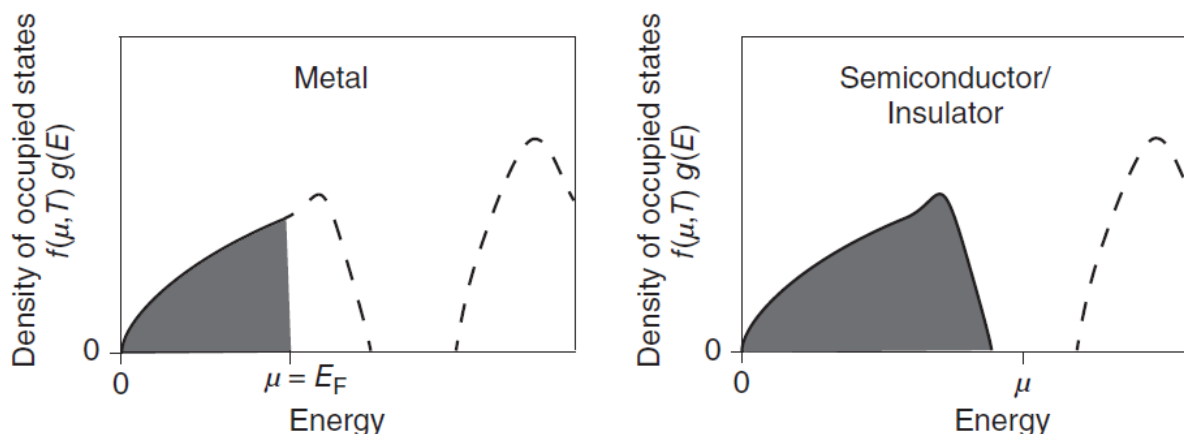 Density of occupied states
f(μ,T) g(E)
Metal
0
0
μ = E_F
Energy
Density of occupied states
f(μ,T) g(E)
Semiconductor/
Insulator
0
0
μ
Energy